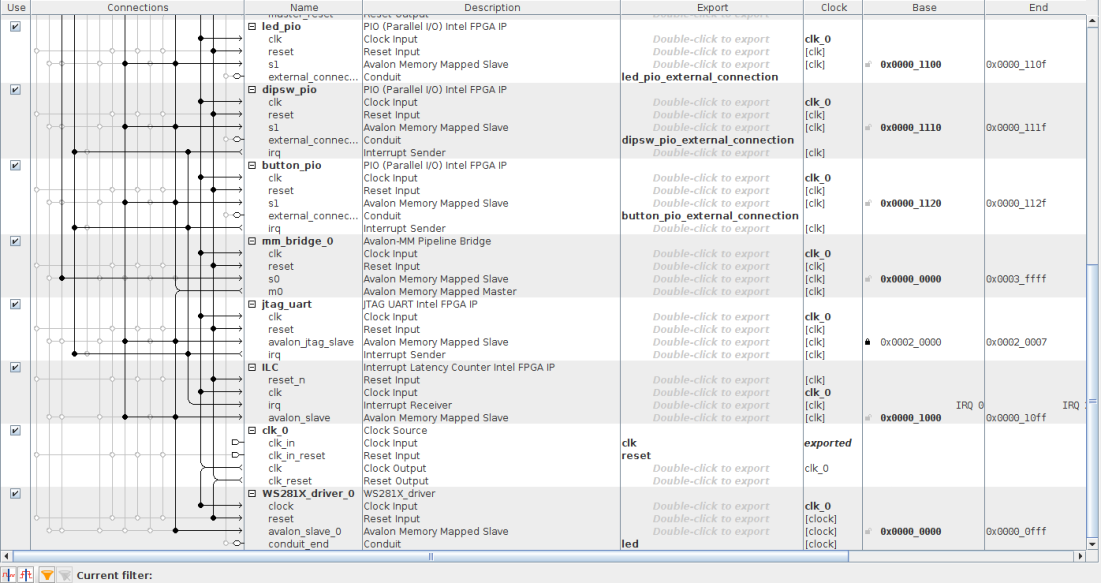 Use Connections Name Description Export Clock Base End
master_reset Reset Output Double-click to export
led_pio PIO (Parallel I/O) Intel FPGA IP
clk Clock Input Double-click to export clk_0
reset Reset Input Double-click to export [clk]
s1 Avalon Memory Mapped Slave Double-click to export [clk] 0x0000_1100 0x0000_110f
external_connec... Conduit led_pio_external_connection
dipsw_pio PIO (Parallel I/O) Intel FPGA IP
clk Clock Input Double-click to export clk_0
reset Reset Input Double-click to export [clk]
s1 Avalon Memory Mapped Slave Double-click to export [clk] 0x0000_1110 0x0000_111f
external_connec... Conduit dipsw_pio_external_connection
irq Interrupt Sender Double-click to export [clk]
button_pio PIO (Parallel I/O) Intel FPGA IP
clk Clock Input Double-click to export clk_0
reset Reset Input Double-click to export [clk]
s1 Avalon Memory Mapped Slave Double-click to export [clk] 0x0000_1120 0x0000_112f
external_connec... Conduit button_pio_external_connection
irq Interrupt Sender Double-click to export [clk]
mm_bridge_0 Avalon-MM Pipeline Bridge
clk Clock Input Double-click to export clk_0
reset Reset Input Double-click to export [clk]
s0 Avalon Memory Mapped Slave Double-click to export [clk] 0x0000_0000 0x0003_ffff
m0 Avalon Memory Mapped Master Double-click to export [clk]
jtag_uart JTAG UART Intel FPGA IP
clk Clock Input Double-click to export clk_0
reset Reset Input Double-click to export [clk]
avalon_jtag_slave Avalon Memory Mapped Slave Double-click to export [clk] 0x0002_0000 0x0002_0007
irq Interrupt Sender Double-click to export [clk]
ILC Interrupt Latency Counter Intel FPGA IP
reset_n Reset Input Double-click to export [clk]
clk Clock Input Double-click to export clk_0
irq Interrupt Receiver Double-click to export [clk] IRQ 0 IRQ
avalon_slave Avalon Memory Mapped Slave Double-click to export [clk] 0x0000_1000 0x0000_10ff
clk_0 Clock Source
clk_in Clock Input clk exported
clk_in_reset Reset Input reset
clk Clock Output Double-click to export clk_0
clk_reset Reset Output Double-click to export
WS281X_driver_0 WS281X_driver
clock Clock Input Double-click to export clk_0
reset Reset Input Double-click to export [clock]
avalon_slave_0 Avalon Memory Mapped Slave Double-click to export [clock] 0x0000_0000 0x0000_0fff
conduit_end Conduit led [clock]
Current filter: